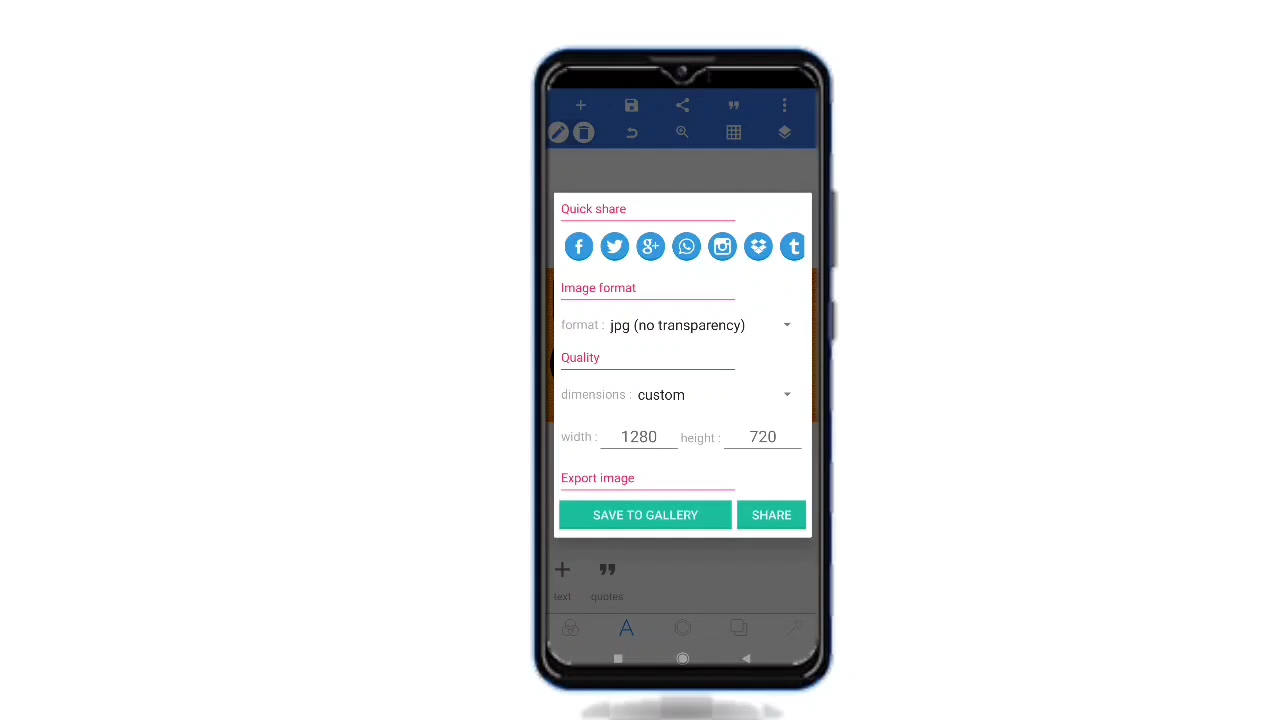 Quick share
f g+ t
Image format
format : jpg (no transparency)
Quality
dimensions : custom
width : 1280 height : 720
Export image
SAVE TO GALLERY SHARE
text quotes
A